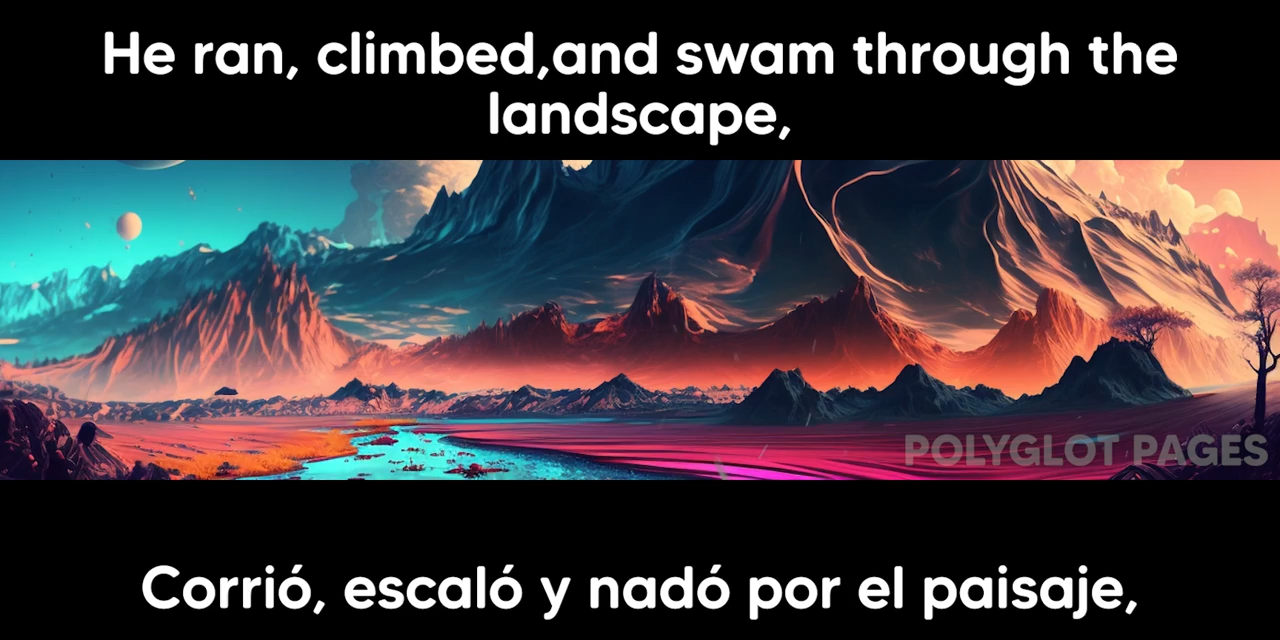 He ran, climbed,and swam through the
landscape,
POLYGLOT PAGES
Corrió, escaló y nadó por el paisaje,